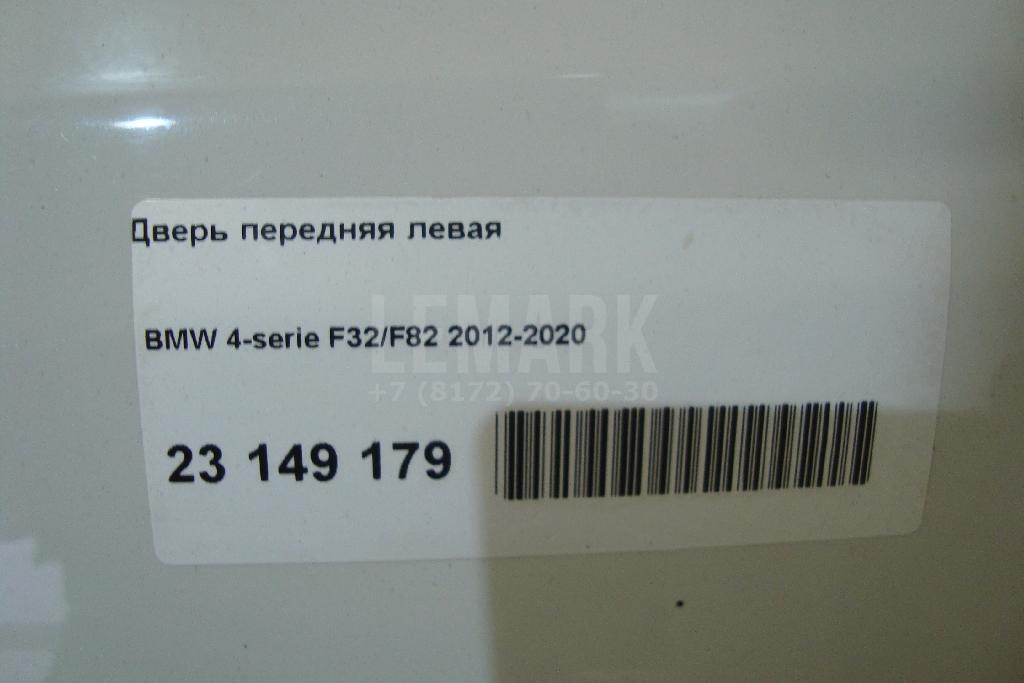 Дверь передняя левая
BMW 4-serie F32/F82 2012-2020
LEMARK
+7 (8172) 70-60-30
23 149 179